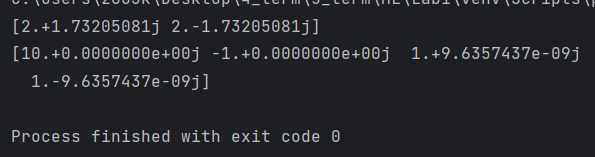 [2.+1.73205081j 2.-1.73205081j]
[10.+0.0000000e+00j -1.+0.0000000e+00j  1.+9.6357437e-09j
  1.-9.6357437e-09j]
Process finished with exit code 0